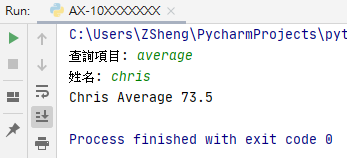 Run: AX-10XXXXXXX
C:\Users\ZSheng\PycharmProjects\pyt
查詢項目: average
姓名: chris
Chris Average 73.5
Process finished with exit code 0